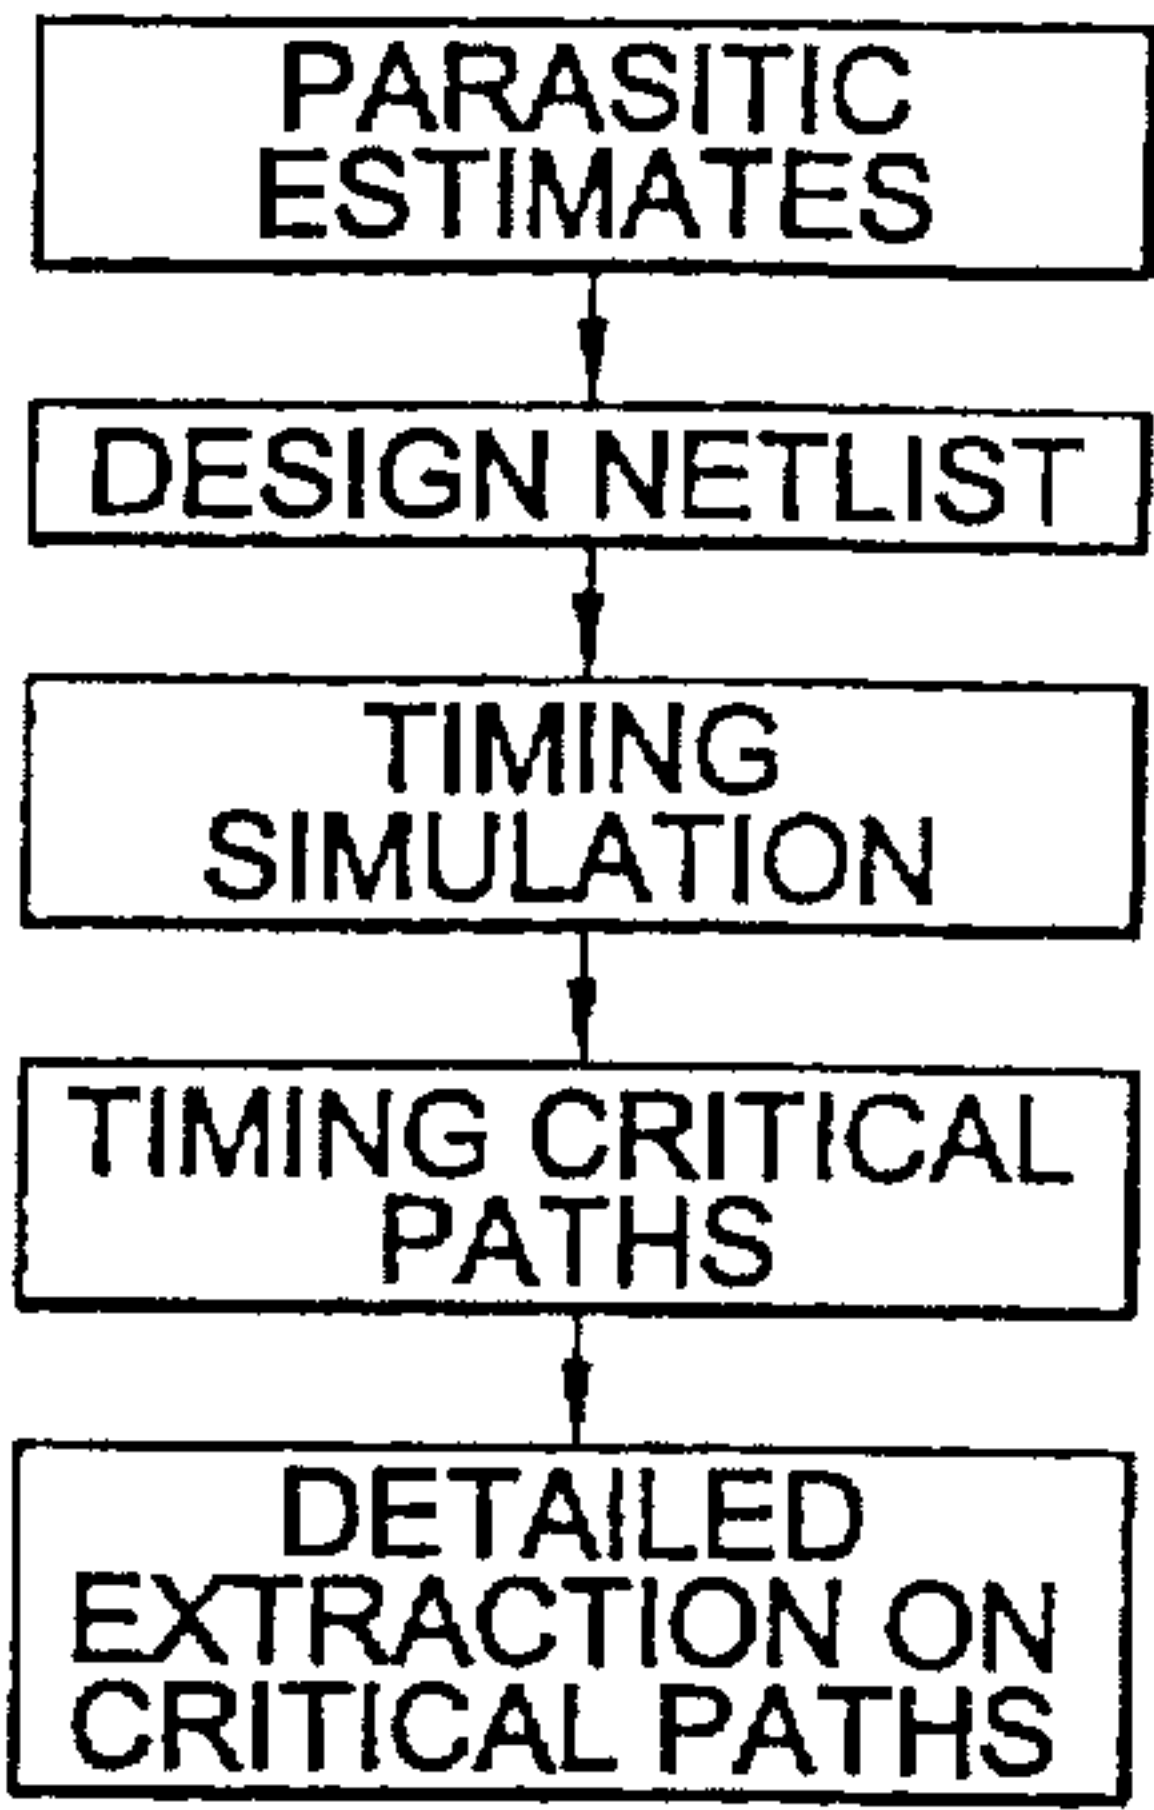 PARASITIC
ESTIMATES
DESIGN NETLIST
TIMING
SIMULATION
TIMING CRITICAL
PATHS
DETAILED
EXTRACTION ON
CRITICAL PATHS